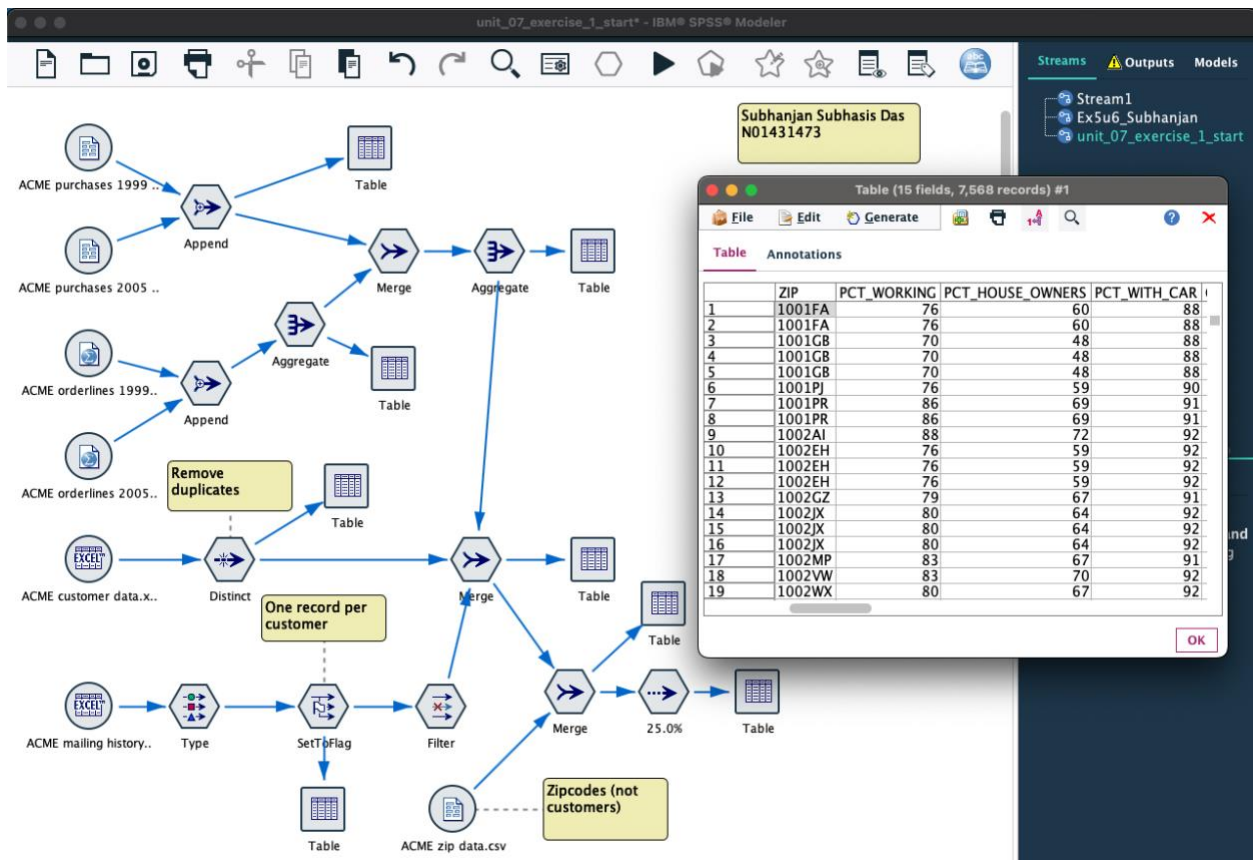 unit_07_exercise_1_start* - IBM® SPSS® Modeler
abc
Streams
Outputs
Models
Stream1
Ex5u6_Subhanjan
unit_07_exercise_1_start
Subhanjan Subhasis Das
N01431473
ACME purchases 1999 ..
Append
Table
ACME purchases 2005 ..
Merge
Aggregate
Table
Aggregate
ACME orderlines 1999..
Append
Table
ACME orderlines 2005..
Remove
duplicates
Table
EXCEL™
ACME customer data.x..
Distinct
Merge
Table
One record per
customer
Table
EXCEL™
ACME mailing history..
Type
SetToFlag
Filter
Merge
25.0%
Table
Table
ACME zip data.csv
Zipcodes (not
customers)
Table (15 fields, 7,568 records) #1
File Edit Generate
Table Annotations
ZIP PCT_WORKING PCT_HOUSE_OWNERS PCT_WITH_CAR
1 1001FA 76 60 88
2 1001FA 76 60 88
3 1001GB 70 48 88
4 1001GB 70 48 88
5 1001GB 70 48 88
6 1001PJ 76 59 90
7 1001PR 86 69 91
8 1001PR 86 69 91
9 1002AI 88 72 92
10 1002EH 76 59 92
11 1002EH 76 59 92
12 1002EH 76 59 92
13 1002GZ 79 67 91
14 1002JX 80 64 92
15 1002JX 80 64 92
16 1002JX 80 64 92
17 1002MP 83 67 91
18 1002VW 83 70 92
19 1002WX 80 67 92
OK